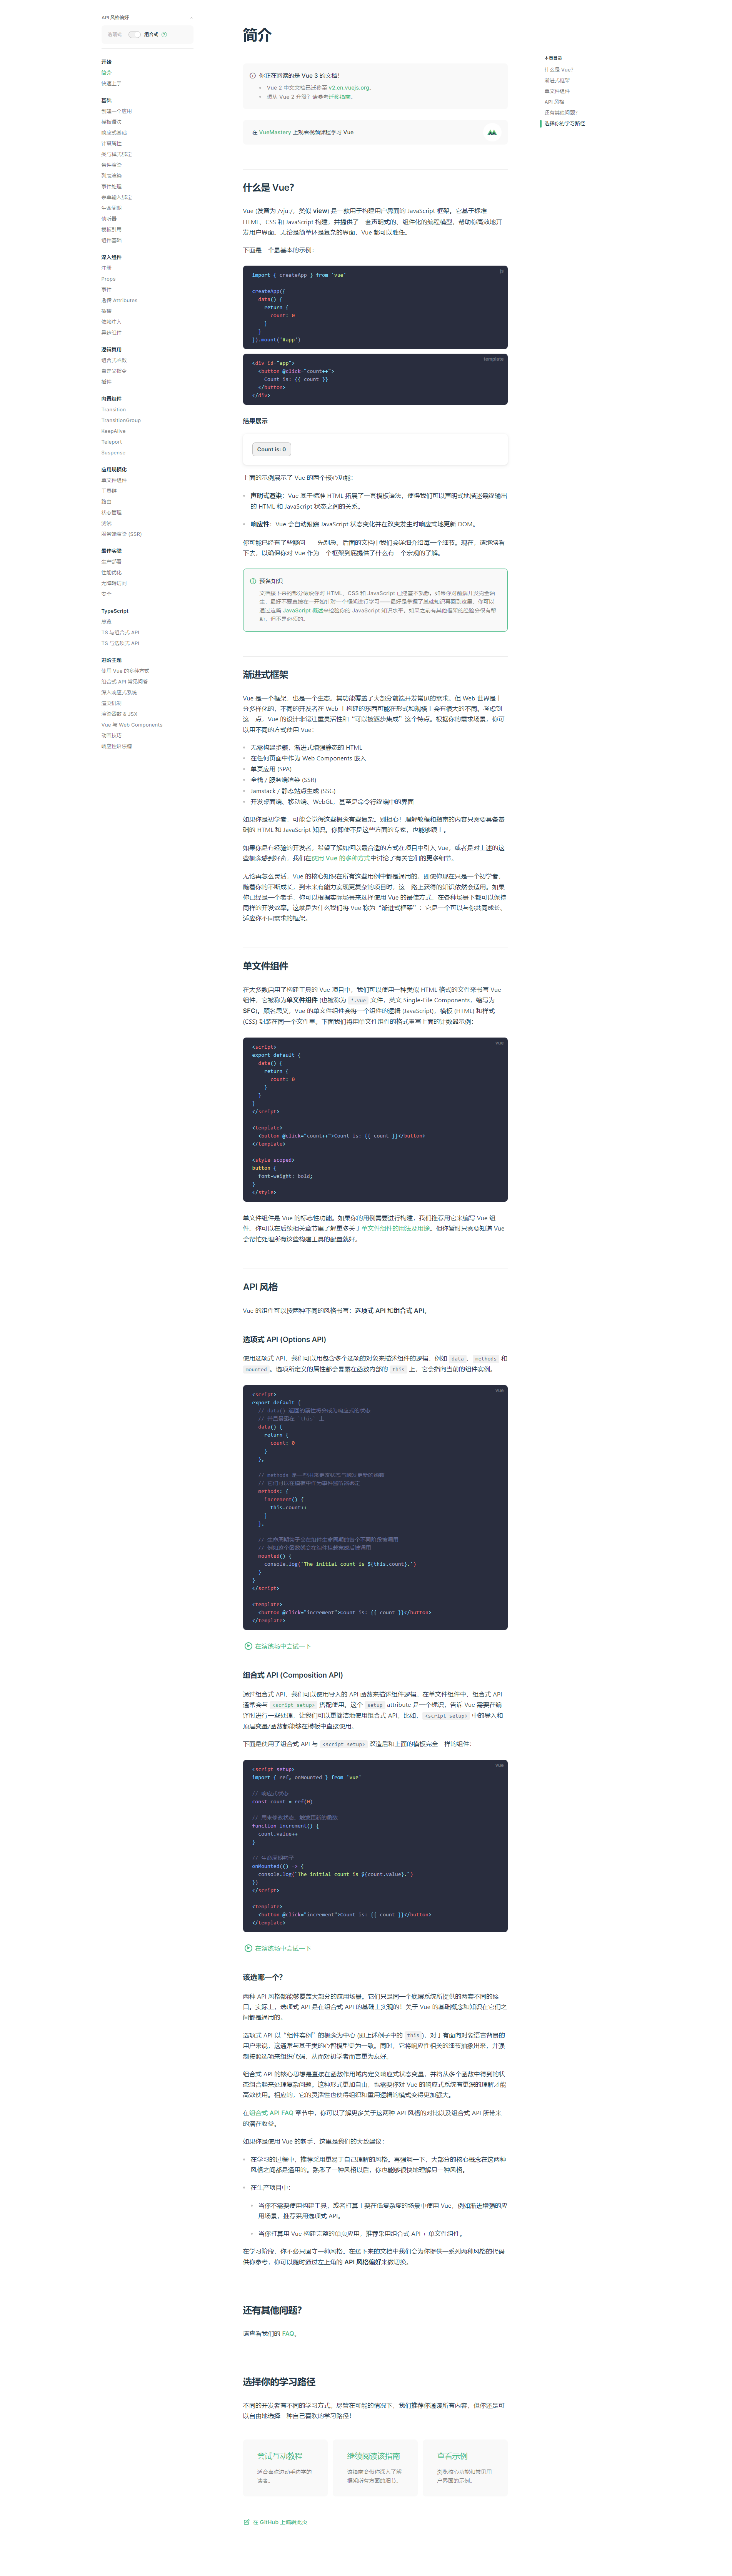 API 风格偏好
选项式
组合式
?
开始
简介
快速上手
基础
创建一个应用
模板语法
响应式基础
计算属性
类与样式绑定
条件渲染
列表渲染
事件处理
表单输入绑定
生命周期
侦听器
模板引用
组件基础
深入组件
注册
Props
事件
透传 Attributes
插槽
依赖注入
异步组件
逻辑复用
组合式函数
自定义指令
插件
内置组件
Transition
TransitionGroup
KeepAlive
Teleport
Suspense
应用规模化
单文件组件
工具链
路由
状态管理
测试
服务端渲染 (SSR)
最佳实践
生产部署
性能优化
无障碍访问
安全
TypeScript
总览
TS 与组合式 API
TS 与选项式 API
进阶主题
使用 Vue 的多种方式
组合式 API 常见问答
深入响应式系统
渲染机制
渲染函数 & JSX
Vue 与 Web Components
动画技巧
响应性语法糖
简介
你正在阅读的是 Vue 3 的文档！
Vue 2 中文文档已迁移至 v2.cn.vuejs.org。
想从 Vue 2 升级？请参考迁移指南。
在 VueMastery 上观看视频课程学习 Vue
什么是 Vue？
Vue (发音为 /vjuː/，类似 view) 是一款用于构建用户界面的 JavaScript 框架。它基于标准
HTML、CSS 和 JavaScript 构建，并提供了一套声明式的、组件化的编程模型，帮助你高效地开
发用户界面。无论是简单还是复杂的界面，Vue 都可以胜任。
下面是一个最基本的示例：
js
import { createApp } from 'vue'
createApp({
data() {
return {
count: 0
}
}
}).mount('#app')
template
<div id="app">
<button @click="count++">
Count is: {{ count }}
</button>
</div>
结果展示
Count is: 0
上面的示例展示了 Vue 的两个核心功能：
声明式渲染：Vue 基于标准 HTML 拓展了一套模板语法，使得我们可以声明式地描述最终输出
的 HTML 和 JavaScript 状态之间的关系。
响应性：Vue 会自动跟踪 JavaScript 状态变化并在改变发生时响应式地更新 DOM。
你可能已经有了些疑问——先别急，后面的文档中我们会详细介绍每一个细节。现在，请继续看
下去，以确保你对 Vue 作为一个框架到底提供了什么有一个宏观的了解。
预备知识
文档接下来的部分假设你对 HTML、CSS 和 JavaScript 已经基本熟悉。如果你对前端开发完全陌
生，最好不要直接在一开始针对一个框架进行学习——最好是掌握了基础知识再回到这里。你可以
通过这篇 JavaScript 概述来检验你的 JavaScript 知识水平。如果之前有其他框架的经验会很有帮
助，但不是必须的。
渐进式框架
Vue 是一个框架，也是一个生态。其功能覆盖了大部分前端开发常见的需求。但 Web 世界是十
分多样化的，不同的开发者在 Web 上构建的东西可能在形式和规模上会有很大的不同。考虑到
这一点，Vue 的设计非常注重灵活性和“可以被逐步集成”这个特点。根据你的需求场景，你可
以用不同的方式使用 Vue：
无需构建步骤，渐进式增强静态的 HTML
在任何页面中作为 Web Components 嵌入
单页应用 (SPA)
全栈 / 服务端渲染 (SSR)
Jamstack / 静态站点生成 (SSG)
开发桌面端、移动端、WebGL，甚至是命令行终端中的界面
如果你是初学者，可能会觉得这些概念有些复杂。别担心！理解教程和指南的内容只需要具备基
础的 HTML 和 JavaScript 知识。你即使不是这些方面的专家，也能够跟上。
如果你是有经验的开发者，希望了解如何以最合适的方式在项目中引入 Vue，或者是对上述的这
些概念感到好奇，我们在使用 Vue 的多种方式中讨论了有关它们的更多细节。
无论再怎么灵活，Vue 的核心知识在所有这些用例中都是通用的。即使你现在只是一个初学者，
随着你的不断成长，到未来有能力实现更复杂的项目时，这一路上获得的知识依然会适用。如果
你已经是一个老手，你可以根据实际场景来选择使用 Vue 的最佳方式，在各种场景下都可以保持
同样的开发效率。这就是为什么我们将 Vue 称为“渐进式框架”：它是一个可以与你共同成长、
适应你不同需求的框架。
单文件组件
在大多数启用了构建工具的 Vue 项目中，我们可以使用一种类似 HTML 格式的文件来书写 Vue
组件，它被称为单文件组件 (也被称为 *.vue 文件，英文 Single-File Components，缩写为
SFC)。顾名思义，Vue 的单文件组件会将一个组件的逻辑 (JavaScript)，模板 (HTML) 和样式
(CSS) 封装在同一个文件里。下面我们将用单文件组件的格式重写上面的计数器示例：
vue
<script>
export default {
data() {
return {
count: 0
}
}
}
</script>
<template>
<button @click="count++">Count is: {{ count }}</button>
</template>
<style scoped>
button {
font-weight: bold;
}
</style>
单文件组件是 Vue 的标志性功能。如果你的用例需要进行构建，我们推荐用它来编写 Vue 组
件。你可以在后续相关章节里了解更多关于单文件组件的用法及用途。但你暂时只需要知道 Vue
会帮忙处理所有这些构建工具的配置就好。
API 风格
Vue 的组件可以按两种不同的风格书写：选项式 API 和组合式 API。
选项式 API (Options API)
使用选项式 API，我们可以用包含多个选项的对象来描述组件的逻辑，例如 data、methods 和
mounted。选项所定义的属性都会暴露在函数内部的 this 上，它会指向当前的组件实例。
vue
<script>
export default {
// data() 返回的属性将会成为响应式的状态
// 并且暴露在 `this` 上
data() {
return {
count: 0
}
},
// methods 是一些用来更改状态与触发更新的函数
// 它们可以在模板中作为事件监听器绑定
methods: {
increment() {
this.count++
}
},
// 生命周期钩子会在组件生命周期的各个不同阶段被调用
// 例如这个函数就会在组件挂载完成后被调用
mounted() {
console.log(`The initial count is ${this.count}.`)
}
}
</script>
<template>
<button @click="increment">Count is: {{ count }}</button>
</template>
在演练场中尝试一下
组合式 API (Composition API)
通过组合式 API，我们可以使用导入的 API 函数来描述组件逻辑。在单文件组件中，组合式 API
通常会与 <script setup> 搭配使用。这个 setup attribute 是一个标识，告诉 Vue 需要在编
译时进行一些处理，让我们可以更简洁地使用组合式 API。比如，<script setup> 中的导入和
顶层变量/函数都能够在模板中直接使用。
下面是使用了组合式 API 与 <script setup> 改造后和上面的模板完全一样的组件：
vue
<script setup>
import { ref, onMounted } from 'vue'
// 响应式状态
const count = ref(0)
// 用来修改状态、触发更新的函数
function increment() {
count.value++
}
// 生命周期钩子
onMounted(() => {
console.log(`The initial count is ${count.value}.`)
})
</script>
<template>
<button @click="increment">Count is: {{ count }}</button>
</template>
在演练场中尝试一下
该选哪一个？
两种 API 风格都能够覆盖大部分的应用场景。它们只是同一个底层系统所提供的两套不同的接
口。实际上，选项式 API 是在组合式 API 的基础上实现的！关于 Vue 的基础概念和知识在它们之
间都是通用的。
选项式 API 以“组件实例”的概念为中心 (即上述例子中的 this)，对于有面向对象语言背景的
用户来说，这通常与基于类的心智模型更为一致。同时，它将响应性相关的细节抽象出来，并强
制按照选项来组织代码，从而对初学者而言更为友好。
组合式 API 的核心思想是直接在函数作用域内定义响应式状态变量，并将从多个函数中得到的状
态组合起来处理复杂问题。这种形式更加自由，也需要你对 Vue 的响应式系统有更深的理解才能
高效使用。相应的，它的灵活性也使得组织和重用逻辑的模式变得更加强大。
在组合式 API FAQ 章节中，你可以了解更多关于这两种 API 风格的对比以及组合式 API 所带来
的潜在收益。
如果你是使用 Vue 的新手，这里是我们的大致建议：
在学习的过程中，推荐采用更易于自己理解的风格。再强调一下，大部分的核心概念在这两种
风格之间都是通用的。熟悉了一种风格以后，你也能够很快地理解另一种风格。
在生产项目中：
当你不需要使用构建工具，或者打算主要在低复杂度的场景中使用 Vue，例如渐进增强的应
用场景，推荐采用选项式 API。
当你打算用 Vue 构建完整的单页应用，推荐采用组合式 API + 单文件组件。
在学习阶段，你不必只固守一种风格。在接下来的文档中我们会为你提供一系列两种风格的代码
供你参考，你可以随时通过左上角的 API 风格偏好来做切换。
还有其他问题？
请查看我们的 FAQ。
选择你的学习路径
不同的开发者有不同的学习方式。尽管在可能的情况下，我们推荐你通读所有内容，但你还是可
以自由地选择一种自己喜欢的学习路径！
尝试互动教程
适合喜欢边动手边学的
读者。
继续阅读该指南
该指南会带你深入了解
框架所有方面的细节。
查看示例
浏览核心功能和常见用
户界面的示例。
在 GitHub 上编辑此页
本页目录
什么是 Vue？
渐进式框架
单文件组件
API 风格
还有其他问题？
选择你的学习路径